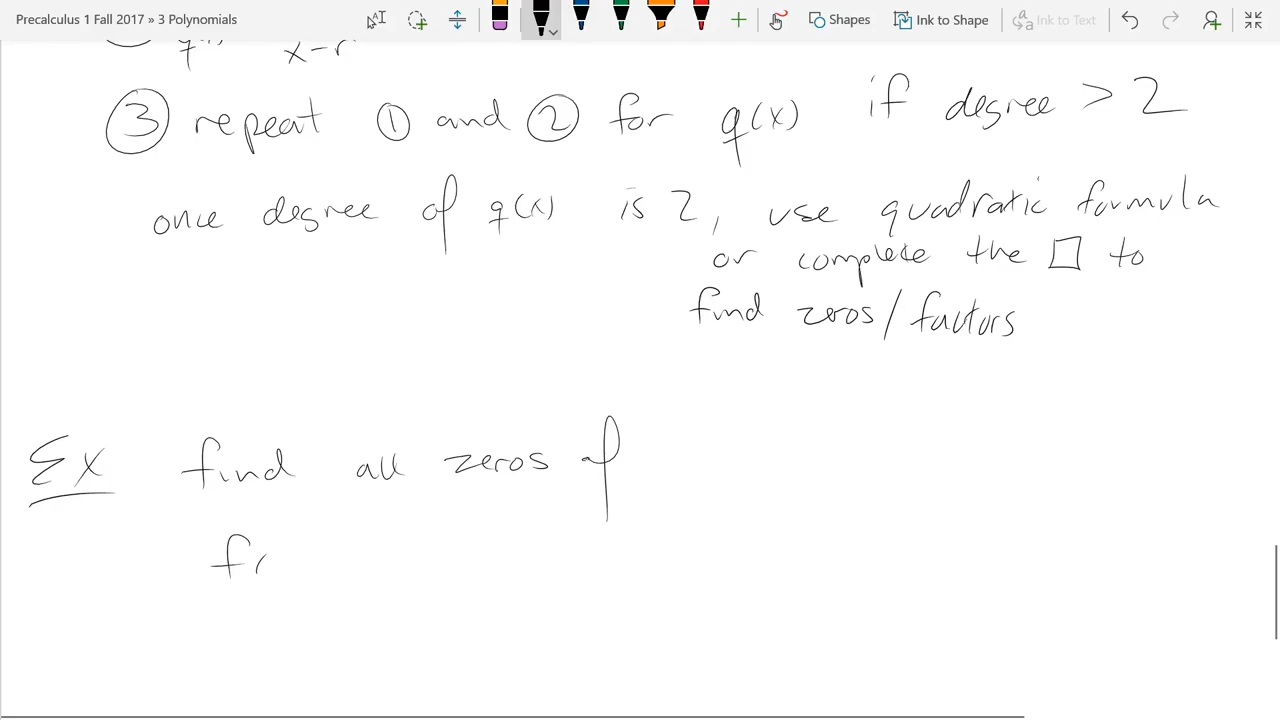 Precalculus 1 Fall 2017 » 3 Polynomials
Shapes
Ink to Shape
Ink to Text
x-r
③ repeat ① and ② for q(x) if degree > 2
once degree of q(x) is 2, use quadratic formula
or complete the □ to
find zeros/factors
Ex find all zeros of
f(